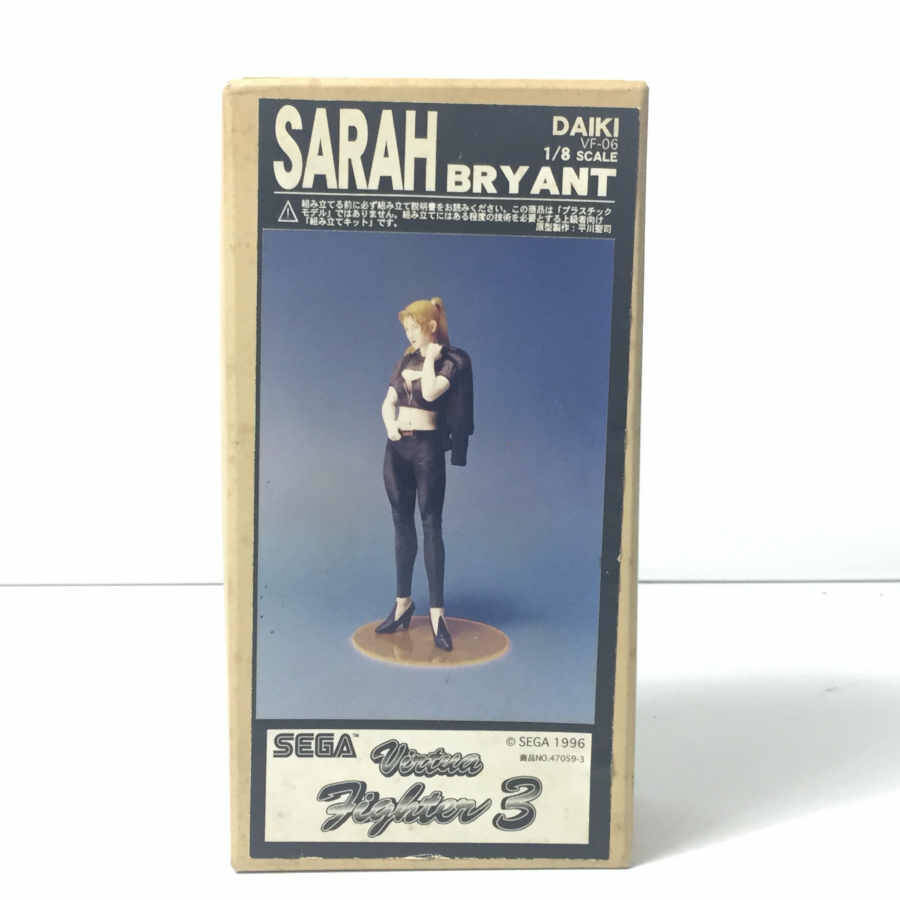 SARAH
BRYANT
DAIKI
VF-06
1/8 SCALE
組み立てる前に必ず組み立て説明書をお読みください。この商品は「プラスチック
モデル」ではありません。組み立てにはある程度の技術を必要とする上級者向け
「組み立てキット」です。 原型製作：平川聖司
SEGA™
© SEGA 1996
商品NO.47059-3
Virtua
Fighter 3